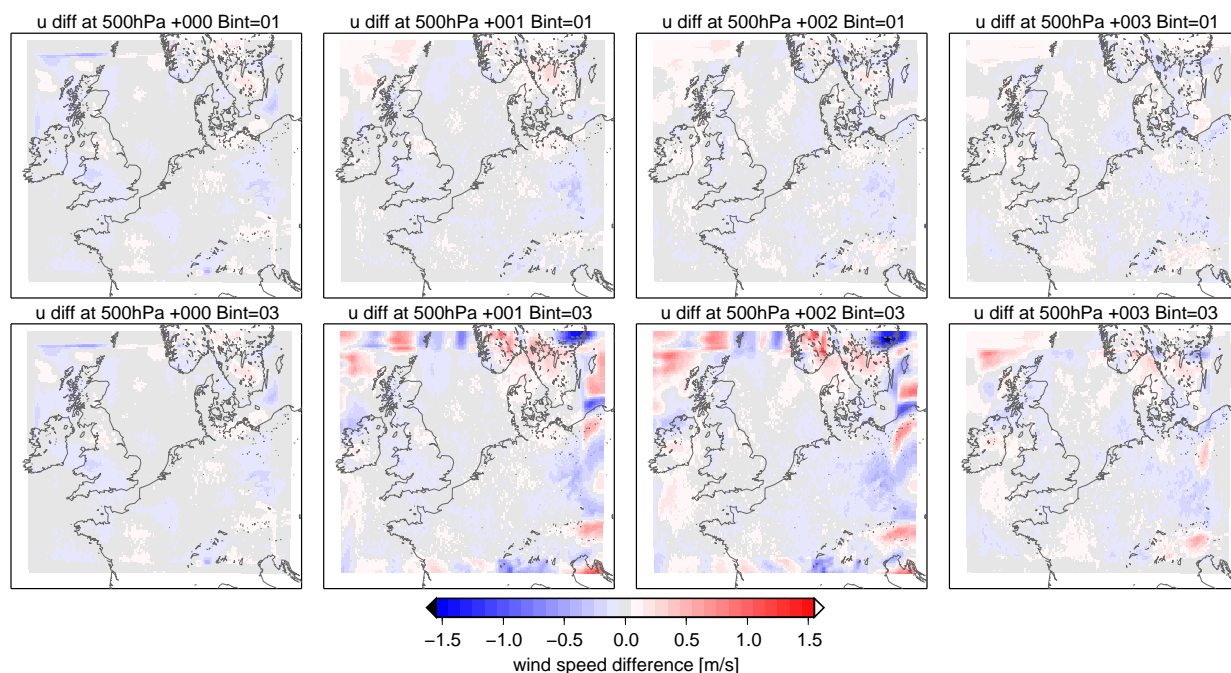 u diff at 500hPa +000 Bint=01
u diff at 500hPa +001 Bint=01
u diff at 500hPa +002 Bint=01
u diff at 500hPa +003 Bint=01
u diff at 500hPa +000 Bint=03
u diff at 500hPa +001 Bint=03
u diff at 500hPa +002 Bint=03
u diff at 500hPa +003 Bint=03
−1.5 −1.0 −0.5 0.0 0.5 1.0 1.5
wind speed difference [m/s]